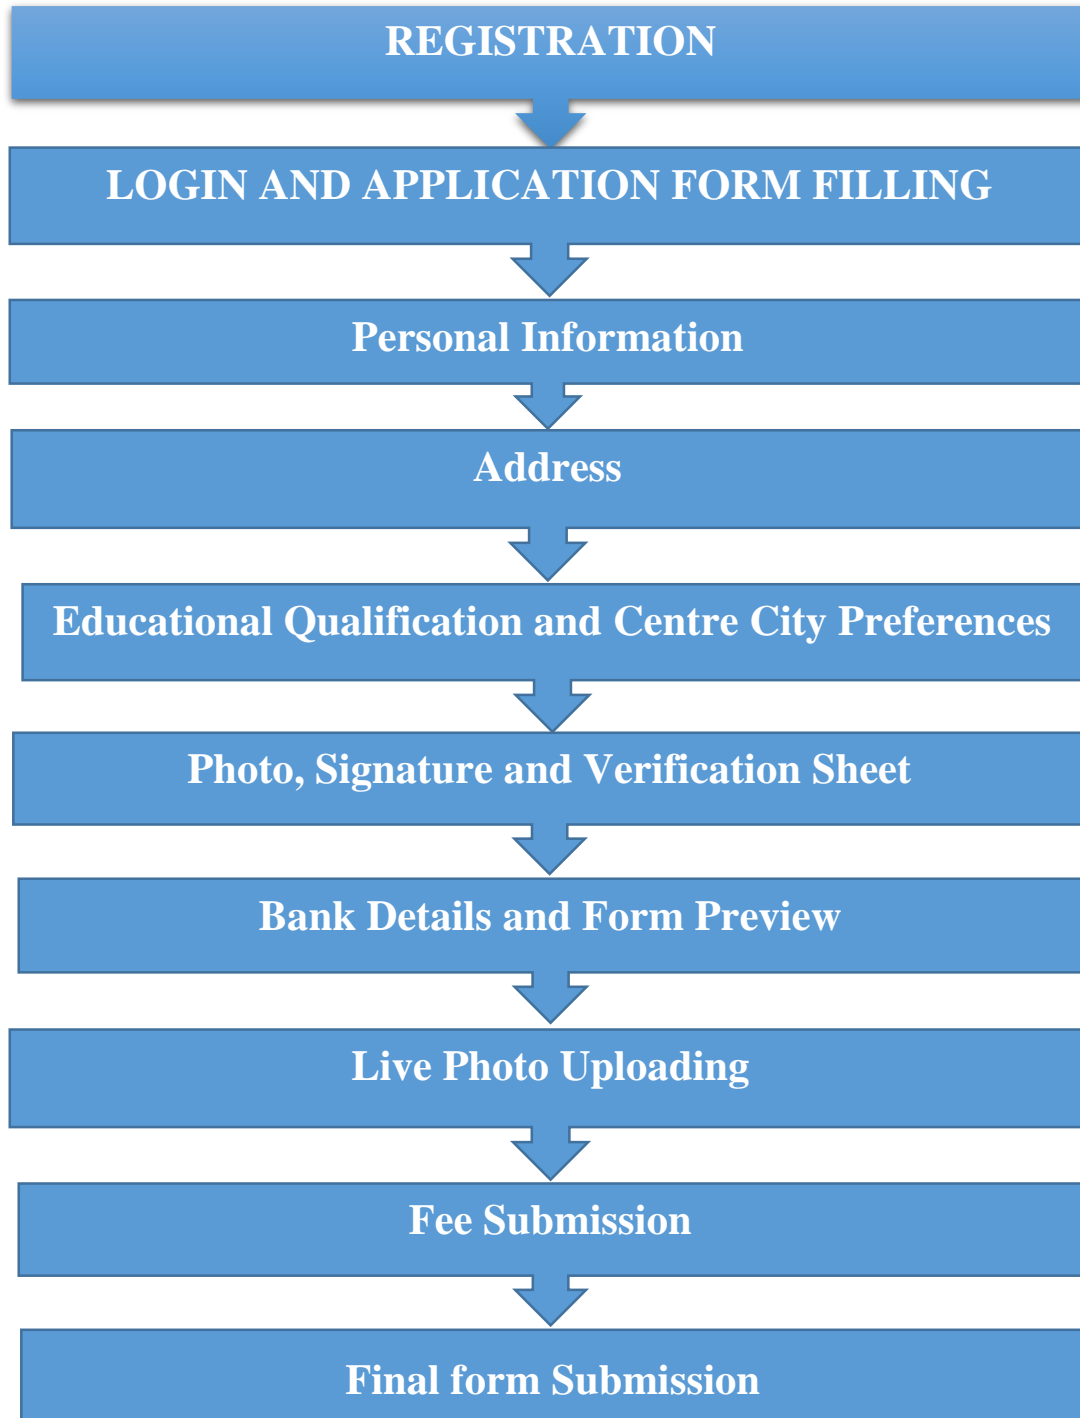 REGISTRATION
LOGIN AND APPLICATION FORM FILLING
Personal Information
Address
Educational Qualification and Centre City Preferences
Photo, Signature and Verification Sheet
Bank Details and Form Preview
Live Photo Uploading
Fee Submission
Final form Submission